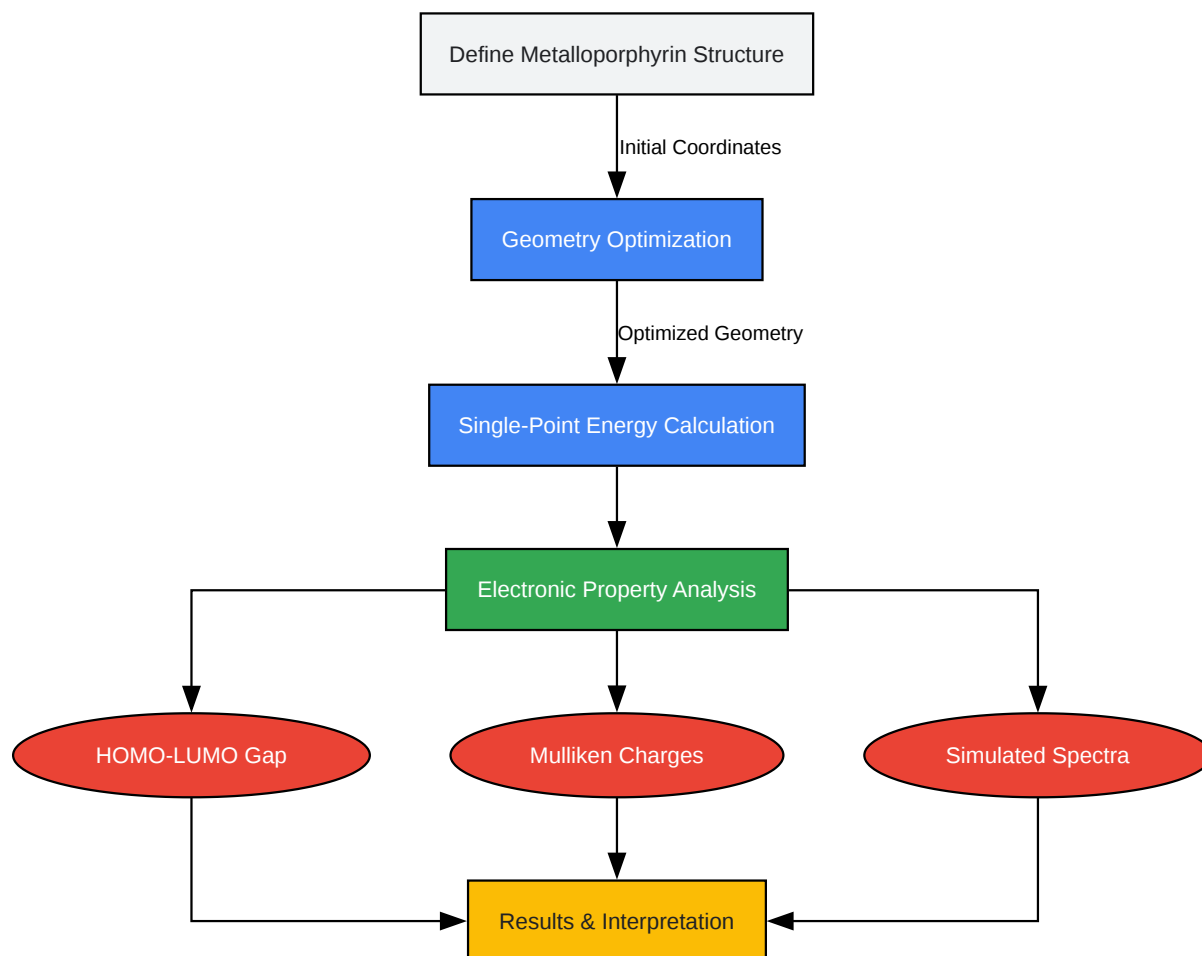 Define Metalloporphyrin Structure
Initial Coordinates
Geometry Optimization
Optimized Geometry
Single-Point Energy Calculation
Electronic Property Analysis
HOMO-LUMO Gap
Mulliken Charges
Simulated Spectra
Results & Interpretation